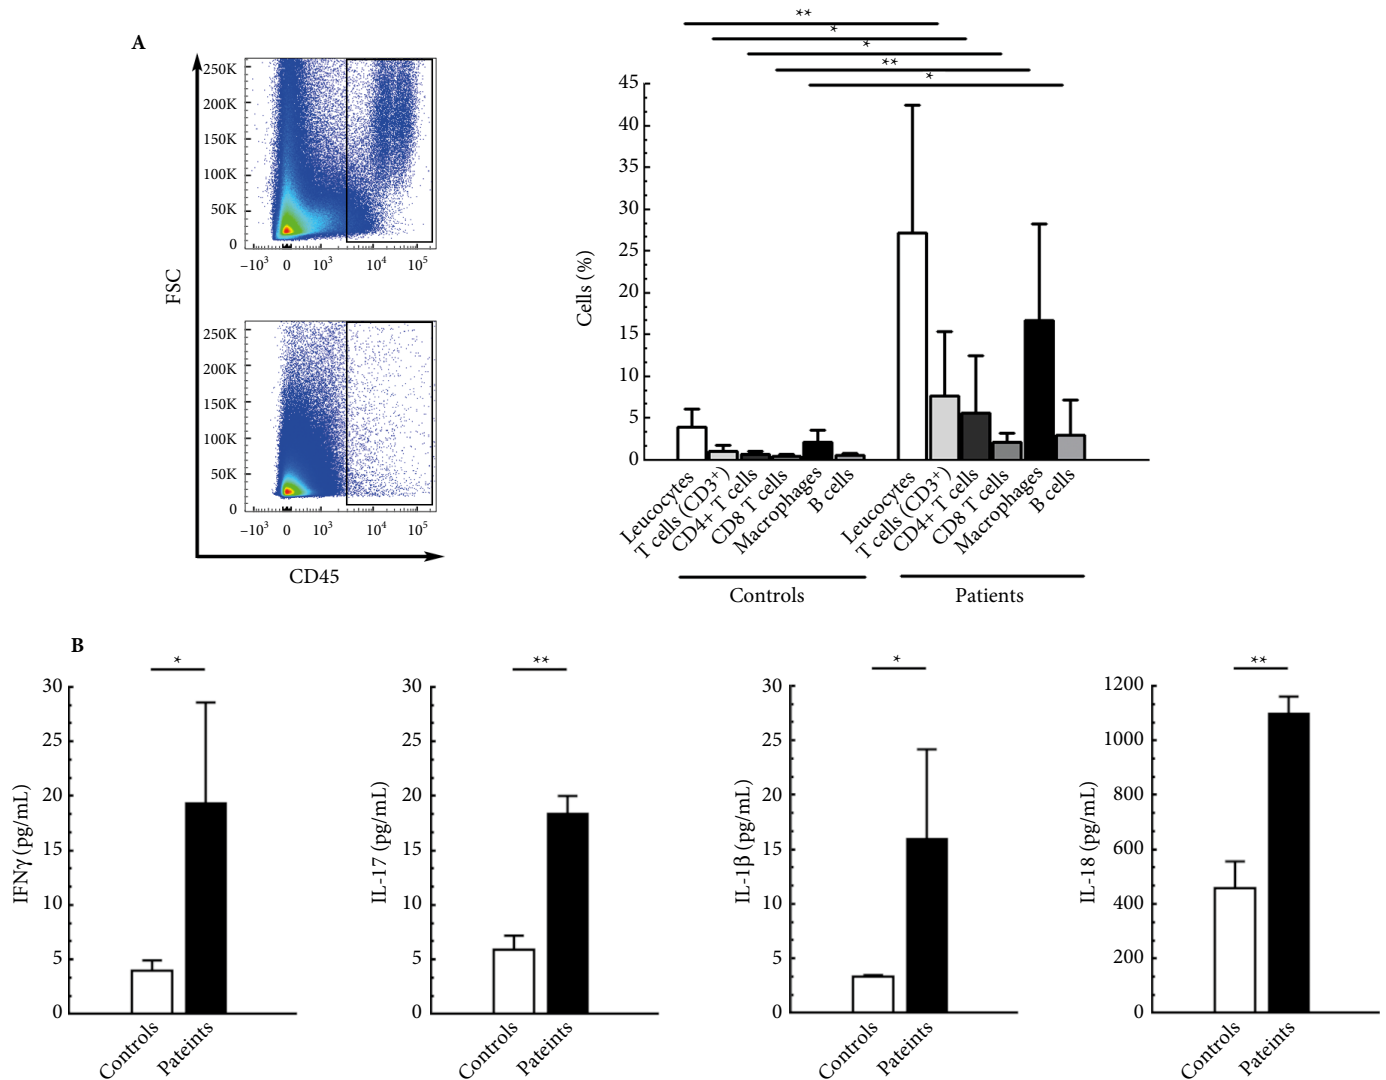 A
FSC
250K
200K
150K
100K
50K
0
−10³ 0 10³ 10⁴ 10⁵
250K
200K
150K
100K
50K
0
−10³ 0 10³ 10⁴ 10⁵
CD45
**
*
*
**
*
Cells (%)
45
40
35
30
25
20
15
10
5
0
Leucocytes
T cells (CD3⁺)
CD4+ T cells
CD8 T cells
Macrophages
B cells
Leucocytes
T cells (CD3⁺)
CD4+ T cells
CD8 T cells
Macrophages
B cells
Controls
Patients
B
*
IFNγ (pg/mL)
30
25
20
15
10
5
0
Controls
Pateints
**
IL-17 (pg/mL)
30
25
20
15
10
5
0
Controls
Pateints
*
IL-1β (pg/mL)
30
25
20
15
10
5
0
Controls
Pateints
**
IL-18 (pg/mL)
1200
1000
800
600
400
200
0
Controls
Pateints